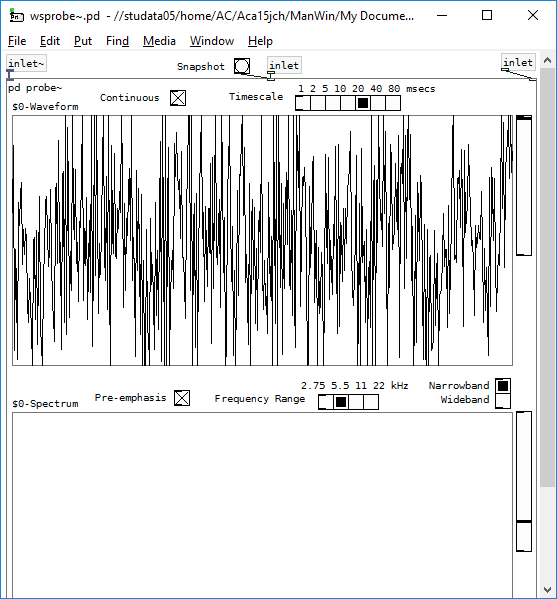 wsprobe~.pd - //studata05/home/AC/Aca15jch/ManWin/My Docume...
File Edit Put Find Media Window Help
inlet~
Snapshot
inlet
inlet
pd probe~
Continuous
Timescale
1 2 5 10 20 40 80 msecs
$0-Waveform
2.75 5.5 11 22 kHz
Narrowband
Pre-emphasis
Frequency Range
Wideband
$0-Spectrum